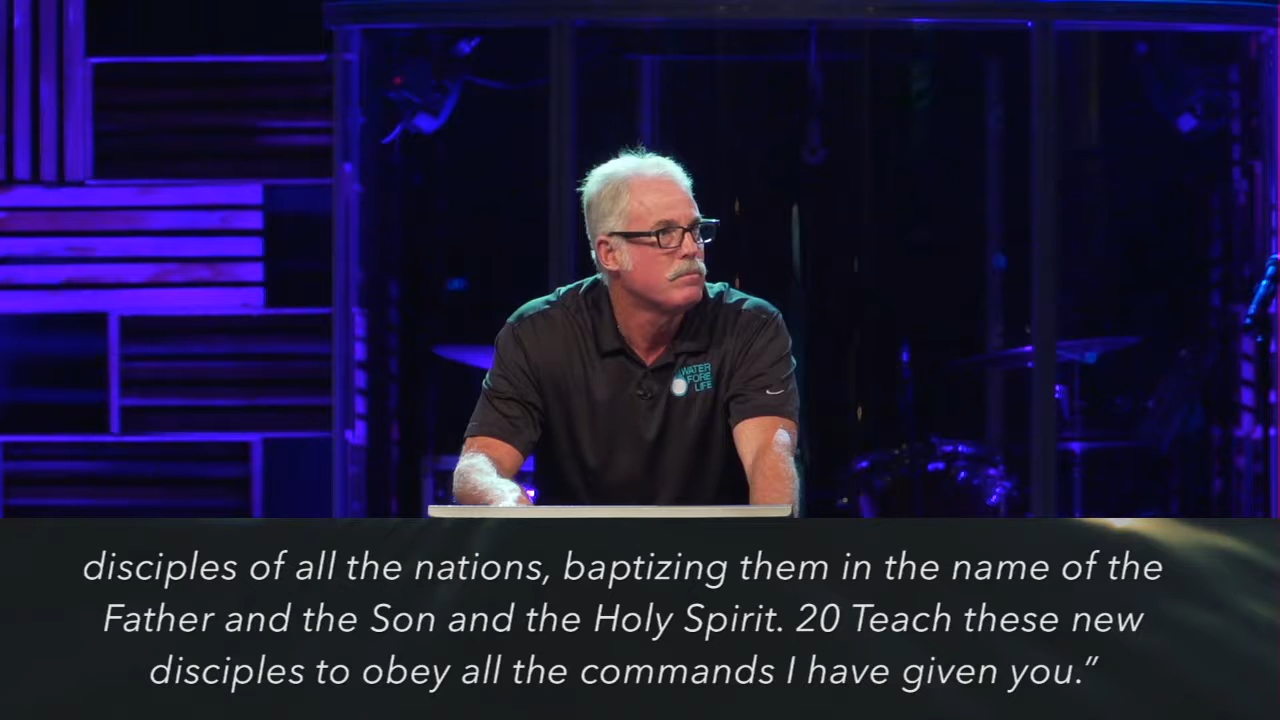 WATER
FORE
LIFE
disciples of all the nations, baptizing them in the name of the
Father and the Son and the Holy Spirit. 20 Teach these new
disciples to obey all the commands I have given you.”